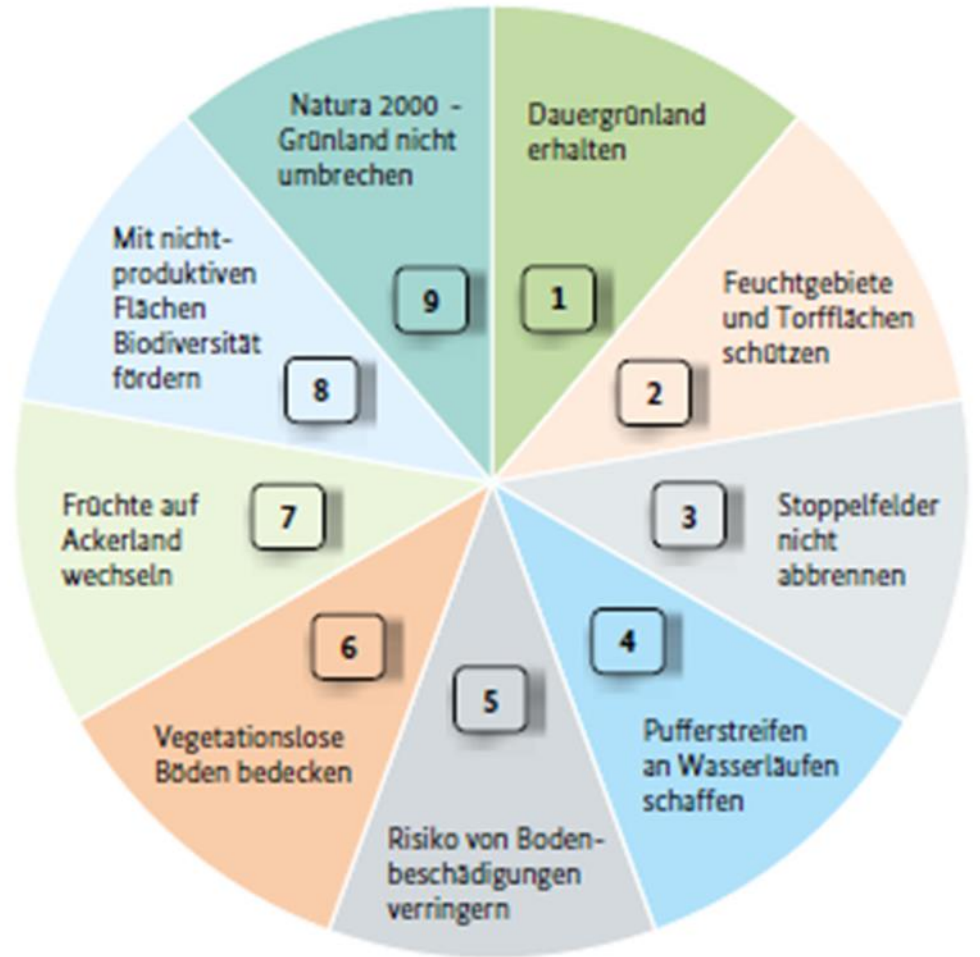 Dauergrünland
erhalten
1
Feuchtgebiete
und Torfflächen
schützen
2
Stoppelfelder
nicht
abbrennen
3
Pufferstreifen
an Wasserläufen
schaffen
4
Risiko von Boden-
beschädigungen
verringern
5
Vegetationslose
Böden bedecken
6
Früchte auf
Ackerland
wechseln
7
Mit nicht-
produktiven
Flächen
Biodiversität
fördern
8
Natura 2000 -
Grünland nicht
umbrechen
9